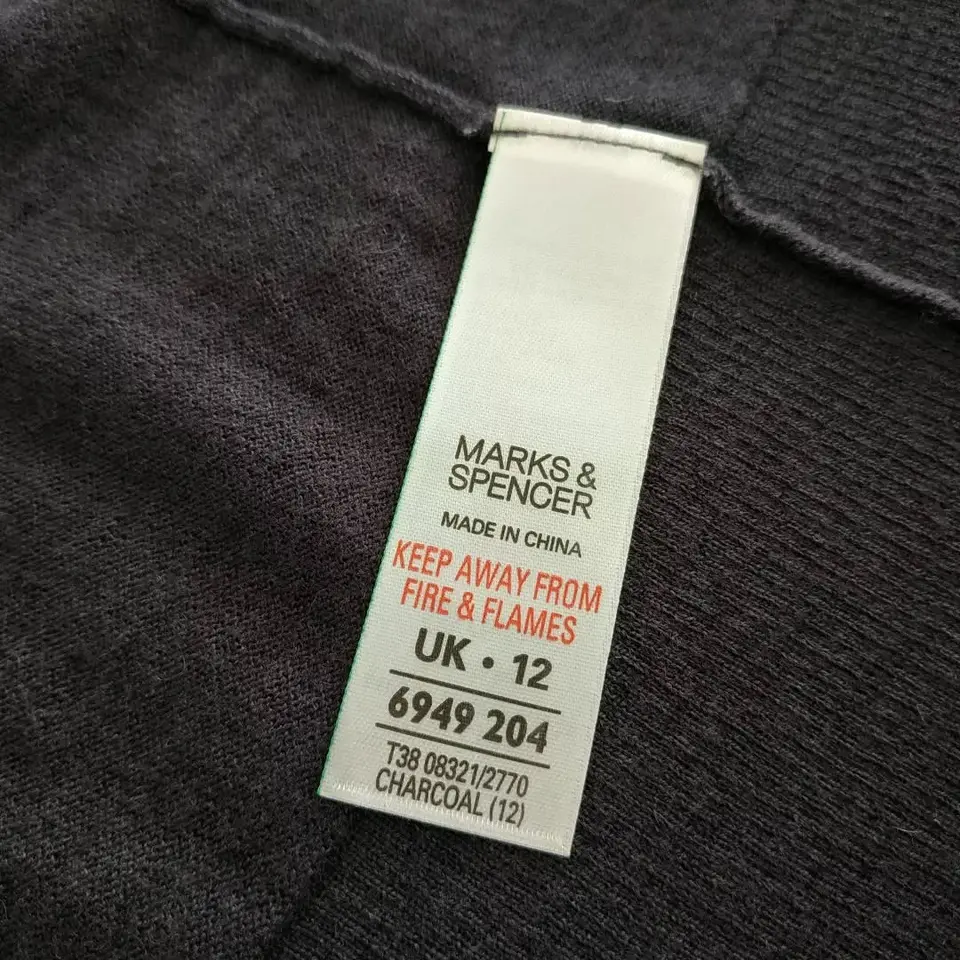 MARKS &
SPENCER
MADE IN CHINA
KEEP AWAY FROM
FIRE & FLAMES
UK • 12
6949 204
T38 08321/2770
CHARCOAL (12)